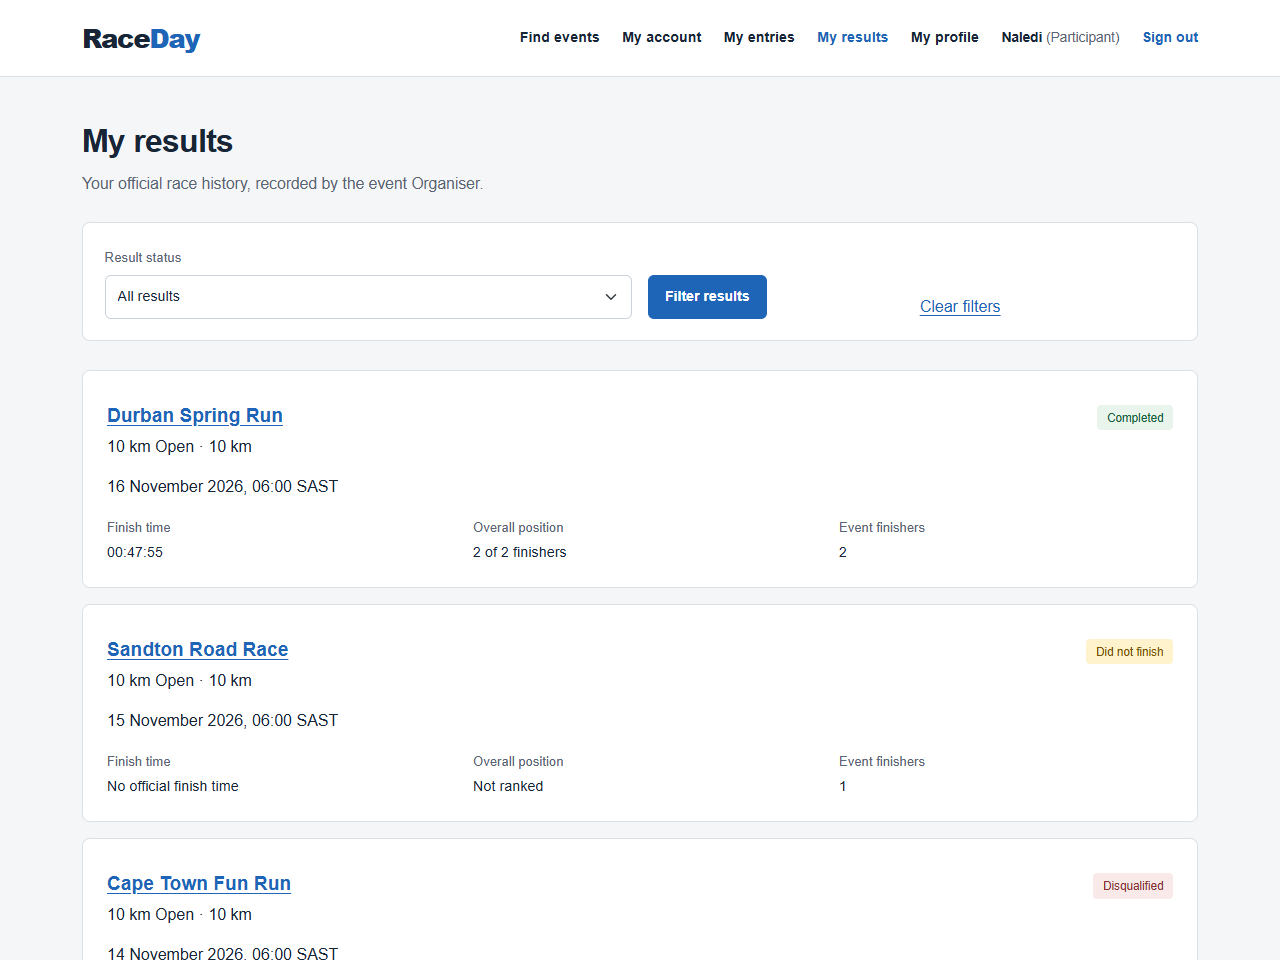 RaceDay
Find events My account My entries My results My profile Naledi (Participant) Sign out
My results
Your official race history, recorded by the event Organiser.
Result status
All results
Filter results
Clear filters
Durban Spring Run
Completed
10 km Open · 10 km
16 November 2026, 06:00 SAST
Finish time Overall position Event finishers
00:47:55 2 of 2 finishers 2
Sandton Road Race
Did not finish
10 km Open · 10 km
15 November 2026, 06:00 SAST
Finish time Overall position Event finishers
No official finish time Not ranked 1
Cape Town Fun Run
Disqualified
10 km Open · 10 km
14 November 2026, 06:00 SAST